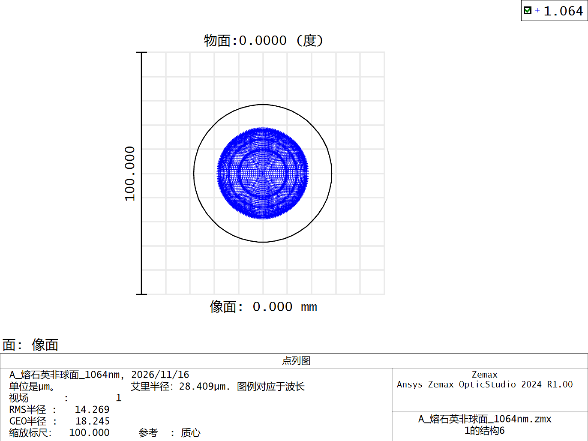 + 1.064
物面:0.0000 (度)
100.000
像面: 0.000 mm
面: 像面
点列图
A_熔石英非球面_1064nm, 2026/11/16
单位是µm。 艾里半径: 28.409µm. 图例对应于波长
视场 : 1
RMS半径 : 14.269
GEO半径 : 18.245
缩放标尺: 100.000 参考 : 质心
Zemax
Ansys Zemax OpticStudio 2024 R1.00
A_熔石英非球面_1064nm.zmx
1的结构6